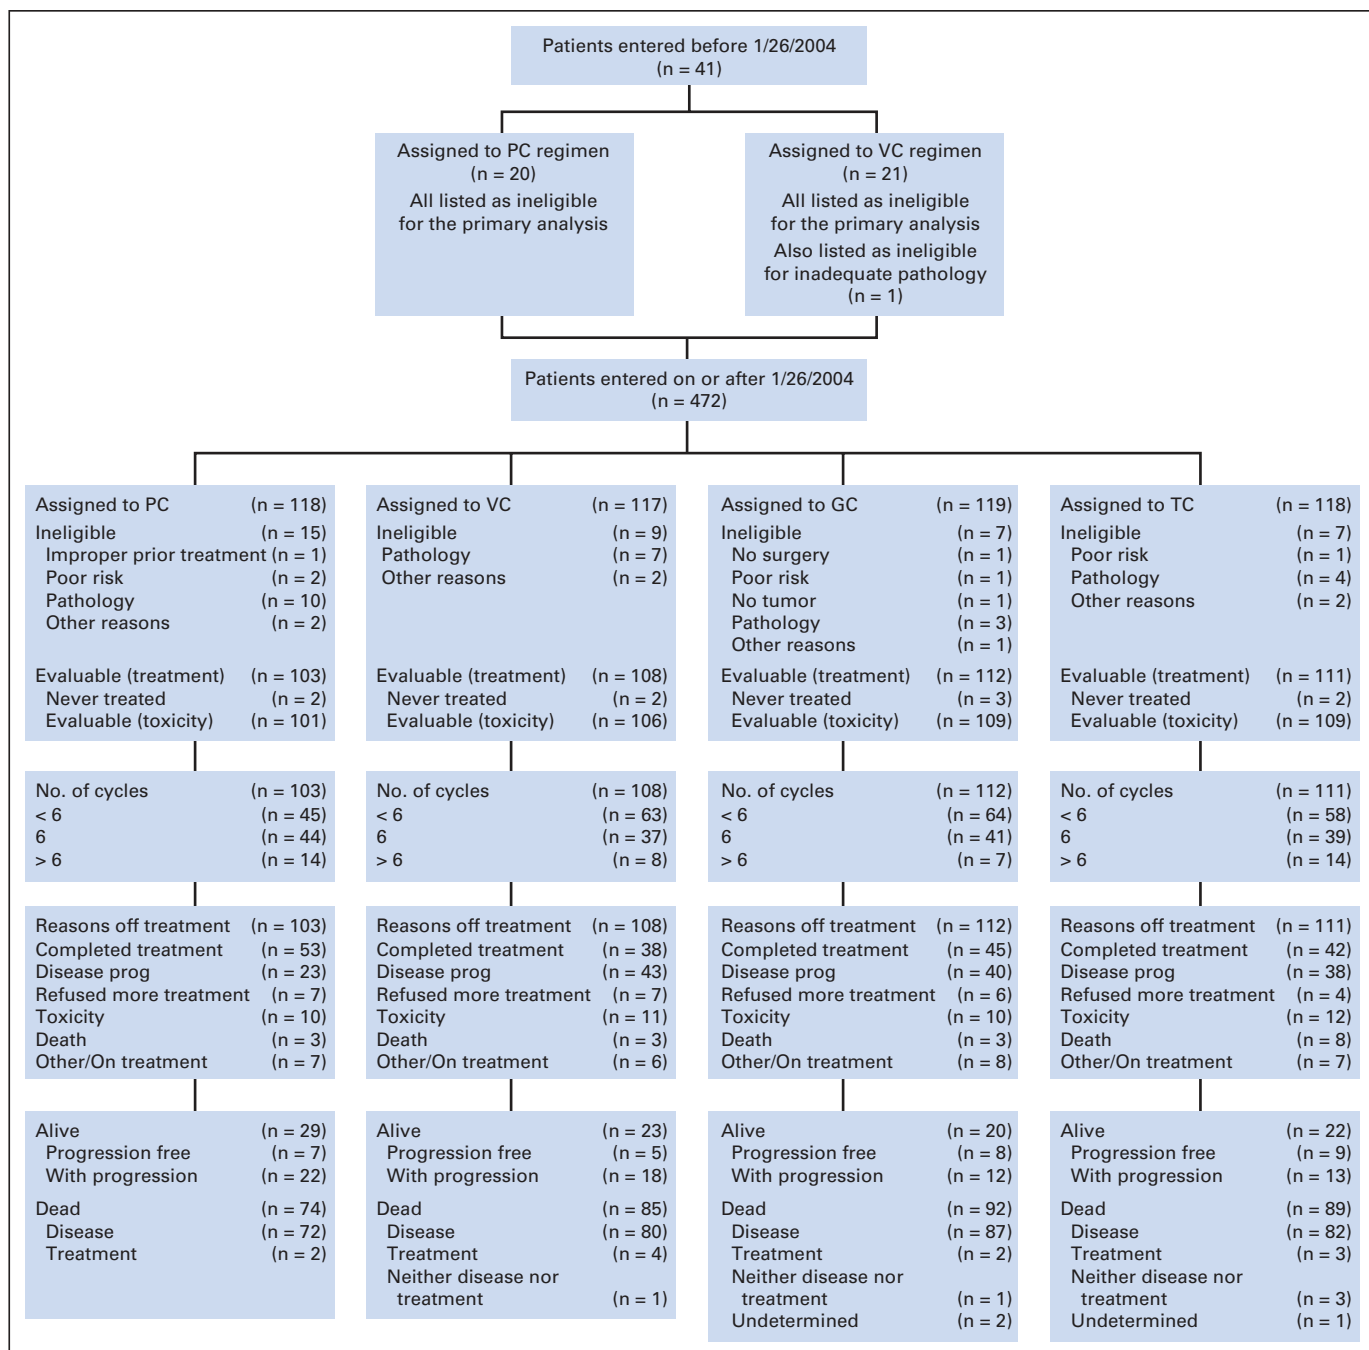 Patients entered before 1/26/2004
(n = 41)
Assigned to PC regimen
(n = 20)
All listed as ineligible
for the primary analysis
Assigned to VC regimen
(n = 21)
All listed as ineligible
for the primary analysis
Also listed as ineligible
for inadequate pathology
(n = 1)
Patients entered on or after 1/26/2004
(n = 472)
Assigned to PC (n = 118)
Ineligible (n = 15)
Improper prior treatment (n = 1)
Poor risk (n = 2)
Pathology (n = 10)
Other reasons (n = 2)
Evaluable (treatment) (n = 103)
Never treated (n = 2)
Evaluable (toxicity) (n = 101)
No. of cycles (n = 103)
< 6 (n = 45)
6 (n = 44)
> 6 (n = 14)
Reasons off treatment (n = 103)
Completed treatment (n = 53)
Disease prog (n = 23)
Refused more treatment (n = 7)
Toxicity (n = 10)
Death (n = 3)
Other/On treatment (n = 7)
Alive (n = 29)
Progression free (n = 7)
With progression (n = 22)
Dead (n = 74)
Disease (n = 72)
Treatment (n = 2)
Assigned to VC (n = 117)
Ineligible (n = 9)
Pathology (n = 7)
Other reasons (n = 2)
Evaluable (treatment) (n = 108)
Never treated (n = 2)
Evaluable (toxicity) (n = 106)
No. of cycles (n = 108)
< 6 (n = 63)
6 (n = 37)
> 6 (n = 8)
Reasons off treatment (n = 108)
Completed treatment (n = 38)
Disease prog (n = 43)
Refused more treatment (n = 7)
Toxicity (n = 11)
Death (n = 3)
Other/On treatment (n = 6)
Alive (n = 23)
Progression free (n = 5)
With progression (n = 18)
Dead (n = 85)
Disease (n = 80)
Treatment (n = 4)
Neither disease nor
treatment (n = 1)
Assigned to GC (n = 119)
Ineligible (n = 7)
No surgery (n = 1)
Poor risk (n = 1)
No tumor (n = 1)
Pathology (n = 3)
Other reasons (n = 1)
Evaluable (treatment) (n = 112)
Never treated (n = 3)
Evaluable (toxicity) (n = 109)
No. of cycles (n = 112)
< 6 (n = 64)
6 (n = 41)
> 6 (n = 7)
Reasons off treatment (n = 112)
Completed treatment (n = 45)
Disease prog (n = 40)
Refused more treatment (n = 6)
Toxicity (n = 10)
Death (n = 3)
Other/On treatment (n = 8)
Alive (n = 20)
Progression free (n = 8)
With progression (n = 12)
Dead (n = 92)
Disease (n = 87)
Treatment (n = 2)
Neither disease nor
treatment (n = 1)
Undetermined (n = 2)
Assigned to TC (n = 118)
Ineligible (n = 7)
Poor risk (n = 1)
Pathology (n = 4)
Other reasons (n = 2)
Evaluable (treatment) (n = 111)
Never treated (n = 2)
Evaluable (toxicity) (n = 109)
No. of cycles (n = 111)
< 6 (n = 58)
6 (n = 39)
> 6 (n = 14)
Reasons off treatment (n = 111)
Completed treatment (n = 42)
Disease prog (n = 38)
Refused more treatment (n = 4)
Toxicity (n = 12)
Death (n = 8)
Other/On treatment (n = 7)
Alive (n = 22)
Progression free (n = 9)
With progression (n = 13)
Dead (n = 89)
Disease (n = 82)
Treatment (n = 3)
Neither disease nor
treatment (n = 3)
Undetermined (n = 1)